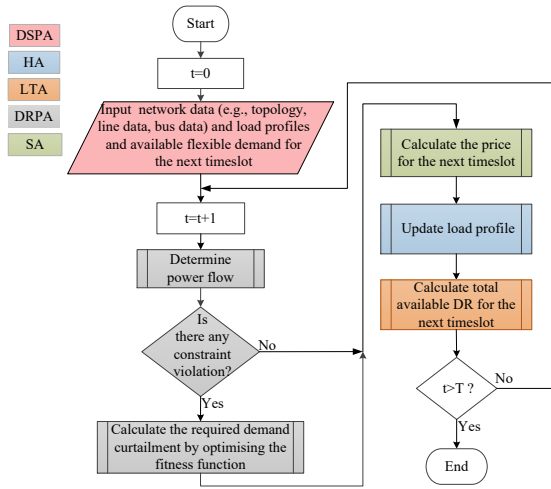 DSPA
HA
LTA
DRPA
SA
Start
t=0
Input network data (e.g., topology,
line data, bus data) and load profiles
and available flexible demand for
the next timeslot
t=t+1
Determine
power flow
Is
there any
constraint
violation?
No
Yes
Calculate the required demand
curtailment by optimising the
fitness function
Calculate the price
for the next timeslot
Update load profile
Calculate total
available DR for the
next timeslot
t>T ?
No
Yes
End